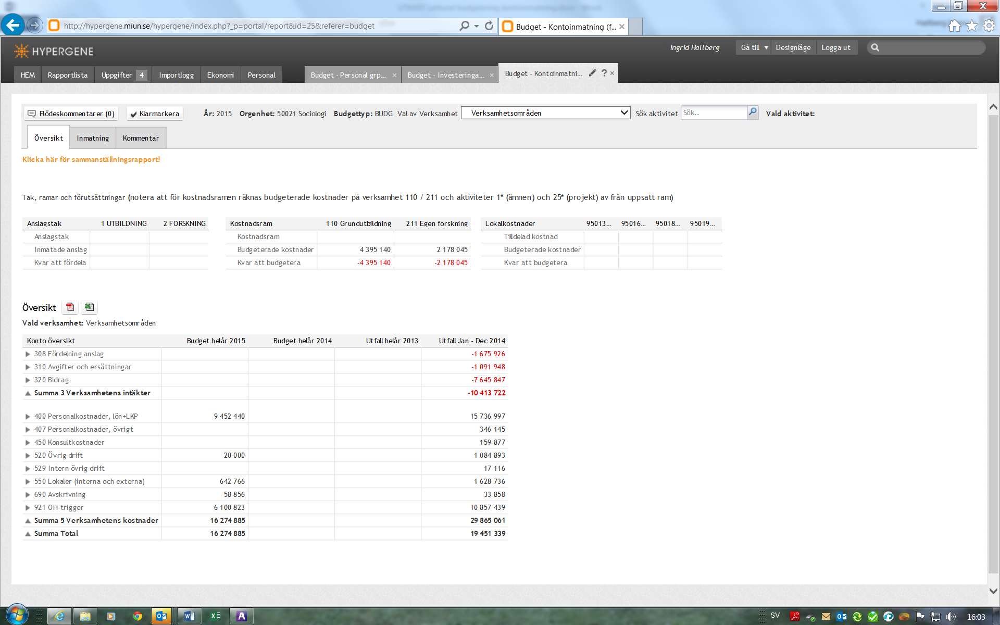 http://hypergene.miun.se/hypergene/index.php?_p=portal/report&id=25&referer=budget
Budget - Kontoinmatning (f...
HYPERGENE
Ingrid Hallberg
Gå till
Designläge
Logga ut
HEM
Rapportlista
Uppgifter 4
Importlogg
Ekonomi
Personal
Budget - Personal grp...
Budget - Investeringa...
Budget - Kontoinmatni...
Flödeskommentarer (0)
Klarmarkera
År: 2015
Orgenhet: 50021 Sociologi
Budgettyp: BUDG
Val av Verksamhet
Verksamhetsområden
Sök aktivitet
Sök..
Vald aktivitet:
Översikt
Inmatning
Kommentar
Klicka här för sammanställningsrapport!
Tak, ramar och förutsättningar (notera att för kostnadsramen räknas budgeterade kostnader på verksamhet 110 / 211 och aktiviteter 1* (ämnen) och 25* (projekt) av från uppsatt ram)
Anslagstak 1 UTBILDNING 2 FORSKNING
Anslagstak
Inmatade anslag
Kvar att fördela
Kostnadsram 110 Grundutbildning 211 Egen forskning
Kostnadsram
Budgeterade kostnader 4 395 140 2 178 045
Kvar att budgetera -4 395 140 -2 178 045
Lokalkostnader 95013... 95016... 95018... 95019...
Tilldelad kostnad
Budgeterade kostnader
Kvar att budgetera
Översikt
Vald verksamhet: Verksamhetsområden
Konto översikt Budget helår 2015 Budget helår 2014 Utfall helår 2013 Utfall Jan - Dec 2014
308 Fördelning anslag -1 675 926
310 Avgifter och ersättningar -1 091 948
320 Bidrag -7 645 847
Summa 3 Verksamhetens intäkter -10 413 722
400 Personalkostnader, lön+LKP 9 452 440 15 736 997
407 Personalkostnader, övrigt 346 145
450 Konsultkostnader 159 877
520 Övrig drift 20 000 1 084 893
529 Intern övrig drift 17 116
550 Lokaler (interna och externa) 642 766 1 628 736
690 Avskrivning 58 856 33 858
921 OH-trigger 6 100 823 10 857 439
Summa 5 Verksamhetens kostnader 16 274 885 29 865 061
Summa Total 16 274 885 19 451 339
SV
16:03